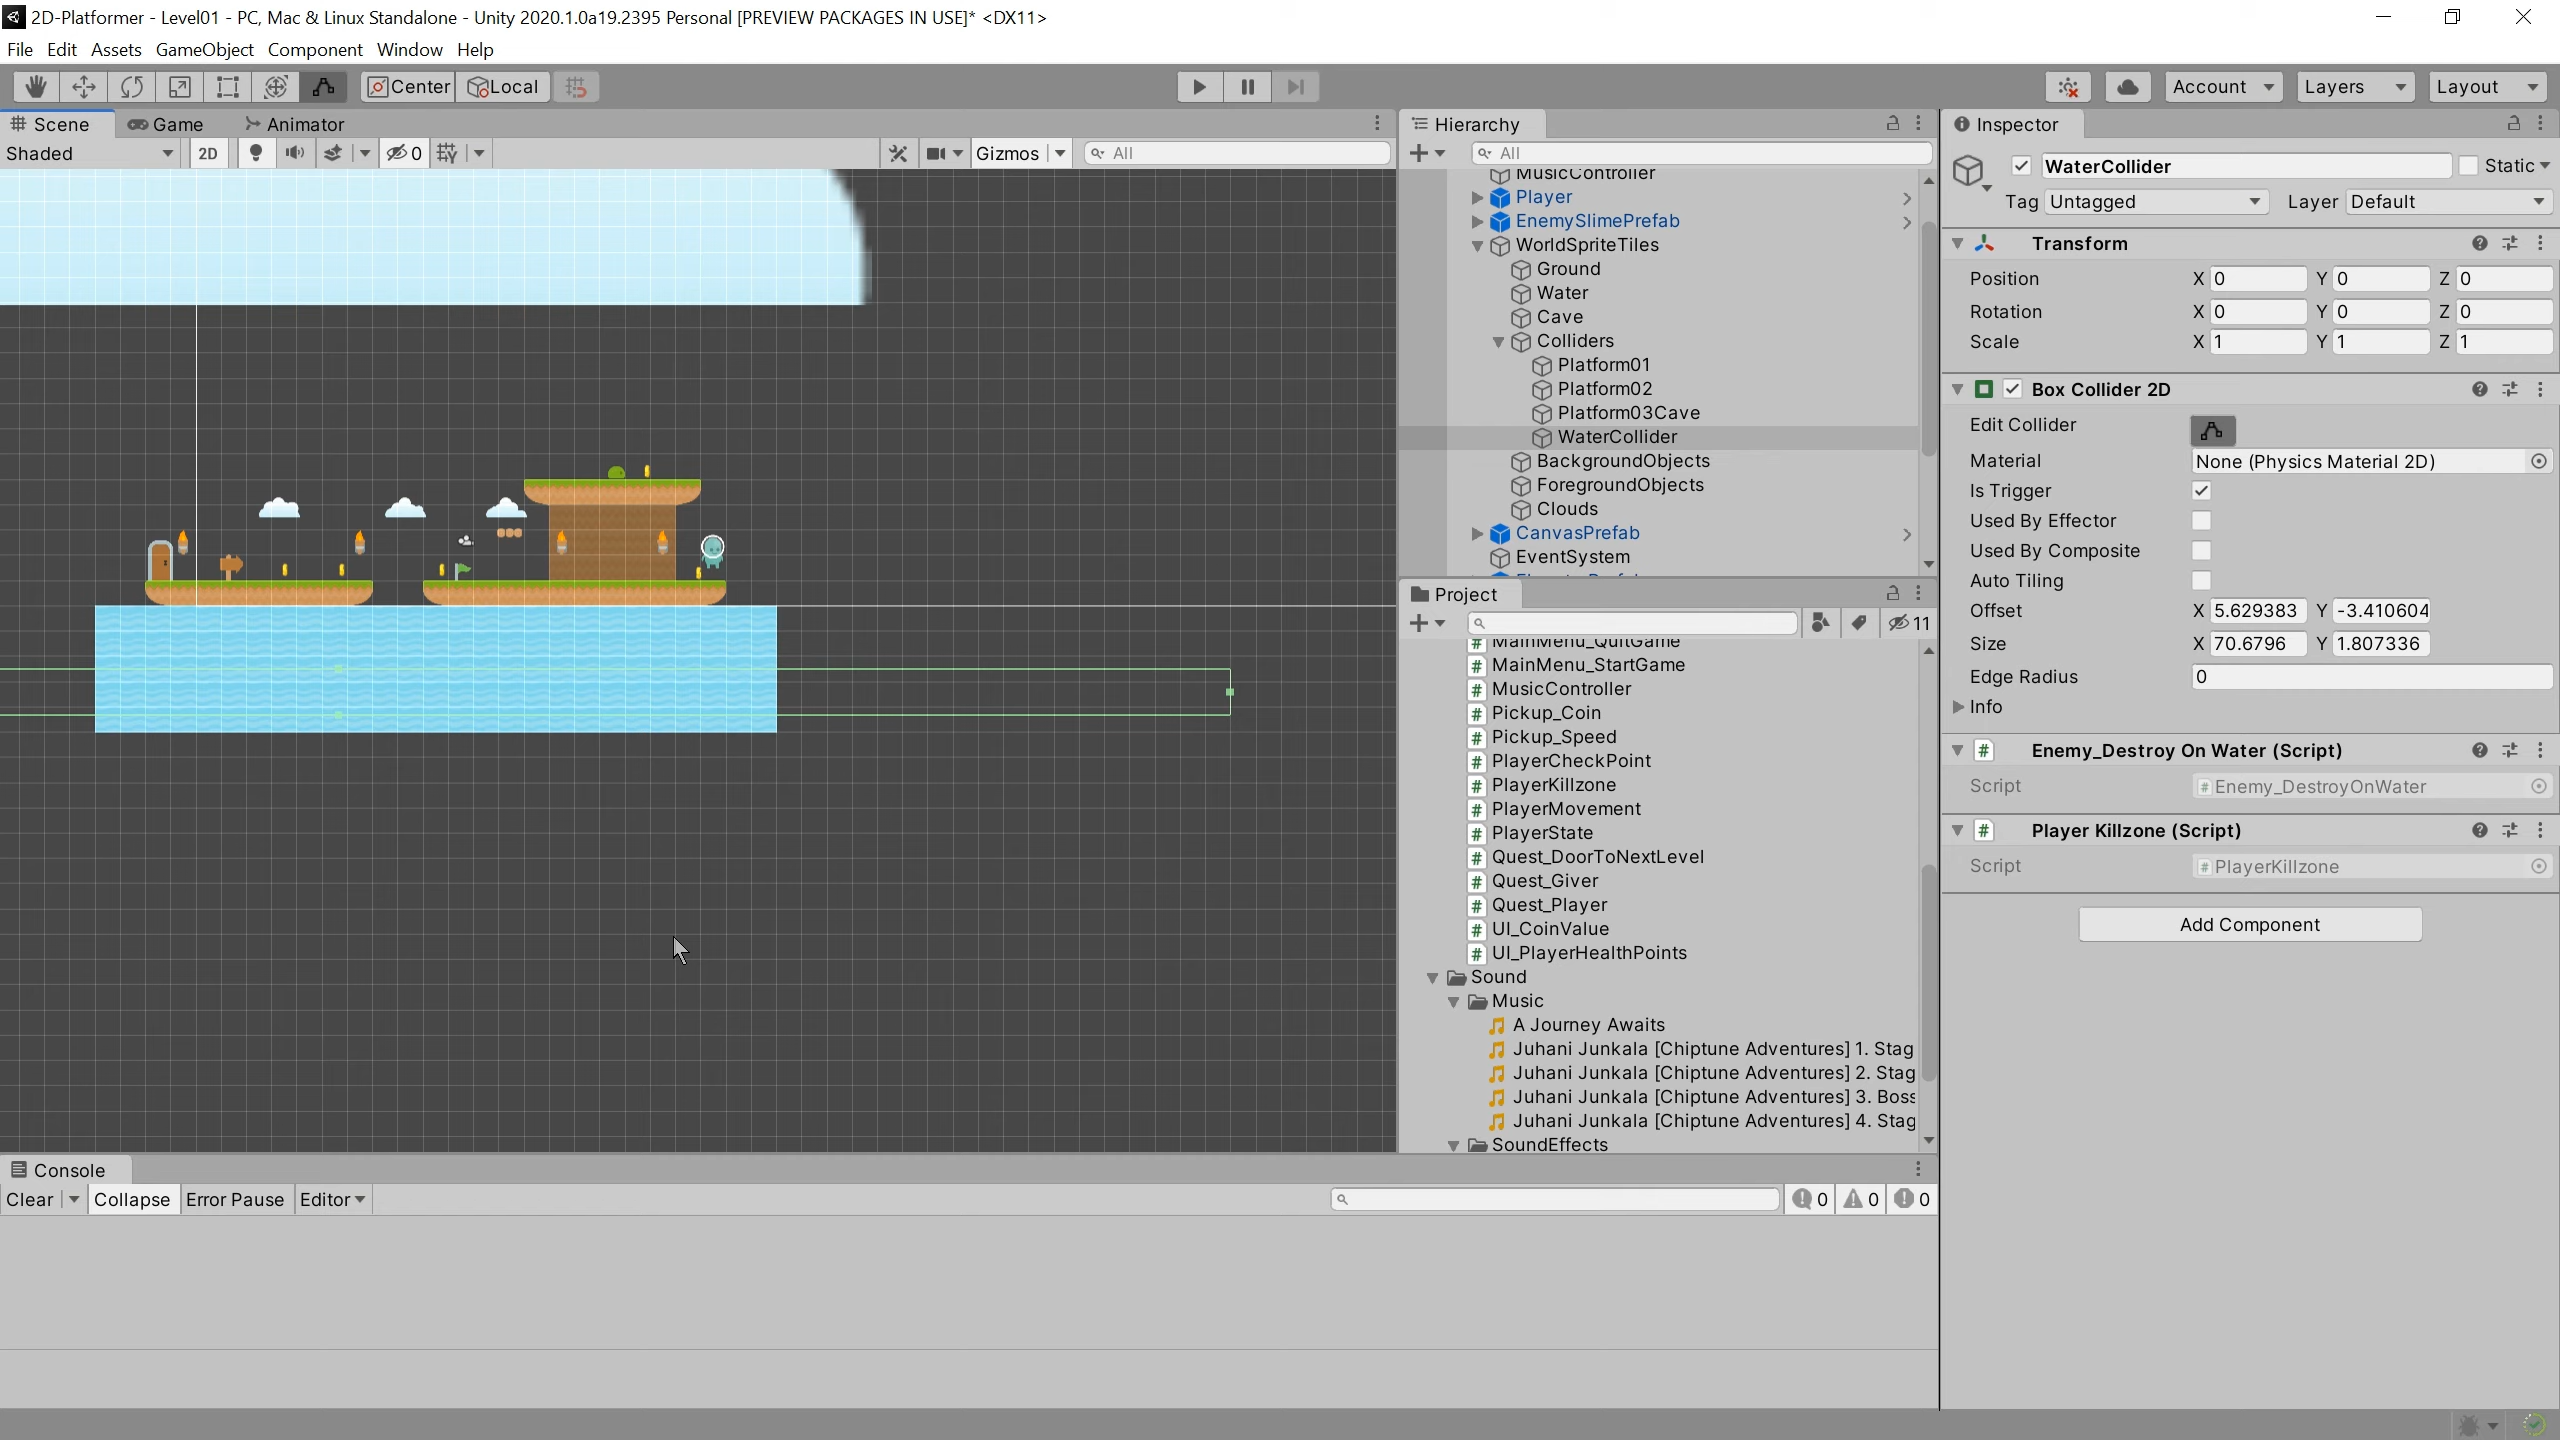 2D-Platformer - Level01 - PC, Mac & Linux Standalone - Unity 2020.1.0a19.2395 Personal [PREVIEW PACKAGES IN USE]* <DX11>
File Edit Assets GameObject Component Window Help
Center Local
Account Layers Layout
Scene Game Animator
Shaded 2D 0 Gizmos All
Hierarchy
All
MusicController
Player
EnemySlimePrefab
WorldSpriteTiles
Ground
Water
Cave
Colliders
Platform01
Platform02
Platform03Cave
WaterCollider
BackgroundObjects
ForegroundObjects
Clouds
CanvasPrefab
EventSystem
Project
11
MainMenu_QuitGame
MainMenu_StartGame
MusicController
Pickup_Coin
Pickup_Speed
PlayerCheckPoint
PlayerKillzone
PlayerMovement
PlayerState
Quest_DoorToNextLevel
Quest_Giver
Quest_Player
UI_CoinValue
UI_PlayerHealthPoints
Sound
Music
A Journey Awaits
Juhani Junkala [Chiptune Adventures] 1. Stag
Juhani Junkala [Chiptune Adventures] 2. Stag
Juhani Junkala [Chiptune Adventures] 3. Boss
Juhani Junkala [Chiptune Adventures] 4. Stag
SoundEffects
Inspector
WaterCollider Static
Tag Untagged Layer Default
Transform
Position X 0 Y 0 Z 0
Rotation X 0 Y 0 Z 0
Scale X 1 Y 1 Z 1
Box Collider 2D
Edit Collider
Material None (Physics Material 2D)
Is Trigger
Used By Effector
Used By Composite
Auto Tiling
Offset X 5.629383 Y -3.410604
Size X 70.6796 Y 1.807336
Edge Radius 0
Info
Enemy_Destroy On Water (Script)
Script Enemy_DestroyOnWater
Player Killzone (Script)
Script PlayerKillzone
Add Component
Console
Clear Collapse Error Pause Editor 0 0 0